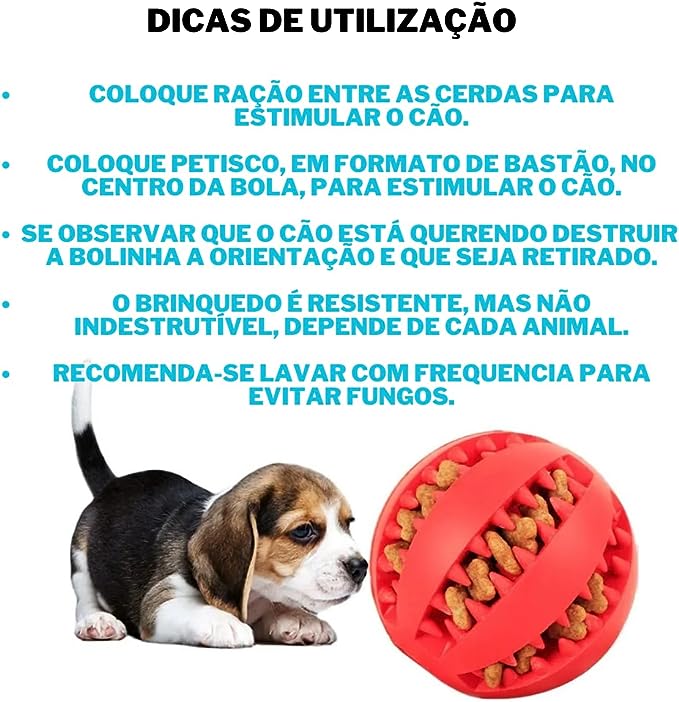 DICAS DE UTILIZAÇÃO
• COLOQUE RAÇÃO ENTRE AS CERDAS PARA
ESTIMULAR O CÃO.
• COLOQUE PETISCO, EM FORMATO DE BASTÃO, NO
CENTRO DA BOLA, PARA ESTIMULAR O CÃO.
• SE OBSERVAR QUE O CÃO ESTÁ QUERENDO DESTRUIR
A BOLINHA A ORIENTAÇÃO E QUE SEJA RETIRADO.
• O BRINQUEDO É RESISTENTE, MAS NÃO
INDESTRUTÍVEL, DEPENDE DE CADA ANIMAL.
• RECOMENDA-SE LAVAR COM FREQUENCIA PARA
EVITAR FUNGOS.